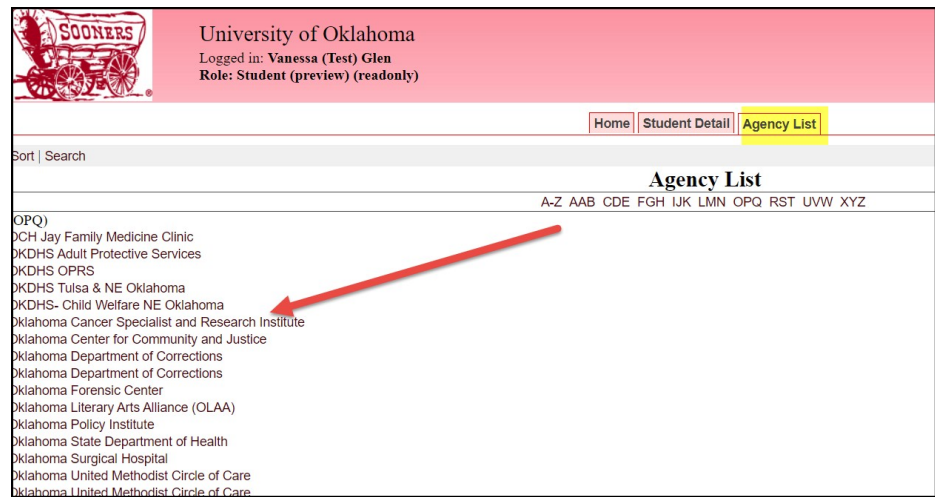 SOONERS
University of Oklahoma
Logged in: Vanessa (Test) Glen
Role: Student (preview) (readonly)
Home Student Detail Agency List
Sort | Search
Agency List
A-Z AAB CDE FGH IJK LMN OPQ RST UVW XYZ
(OPQ)
OCH Jay Family Medicine Clinic
OKDHS Adult Protective Services
OKDHS OPRS
OKDHS Tulsa & NE Oklahoma
OKDHS- Child Welfare NE Oklahoma
Oklahoma Cancer Specialist and Research Institute
Oklahoma Center for Community and Justice
Oklahoma Department of Corrections
Oklahoma Department of Corrections
Oklahoma Forensic Center
Oklahoma Literary Arts Alliance (OLAA)
Oklahoma Policy Institute
Oklahoma State Department of Health
Oklahoma Surgical Hospital
Oklahoma United Methodist Circle of Care
Oklahoma United Methodist Circle of Care